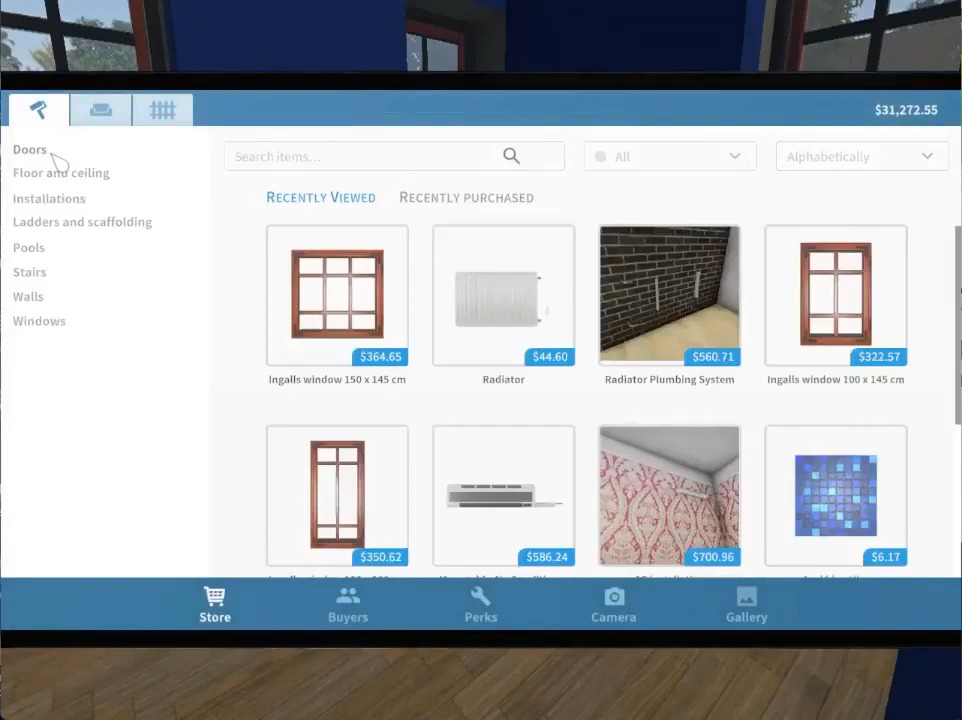 $31,272.55
Doors
Floor and ceiling
Installations
Ladders and scaffolding
Pools
Stairs
Walls
Windows
Search items...
All
Alphabetically
RECENTLY VIEWED
RECENTLY PURCHASED
$364.65
$44.60
$560.71
$322.57
Ingalls window 150 x 145 cm
Radiator
Radiator Plumbing System
Ingalls window 100 x 145 cm
$350.62
$586.24
$700.96
$6.17
Store
Buyers
Perks
Camera
Gallery